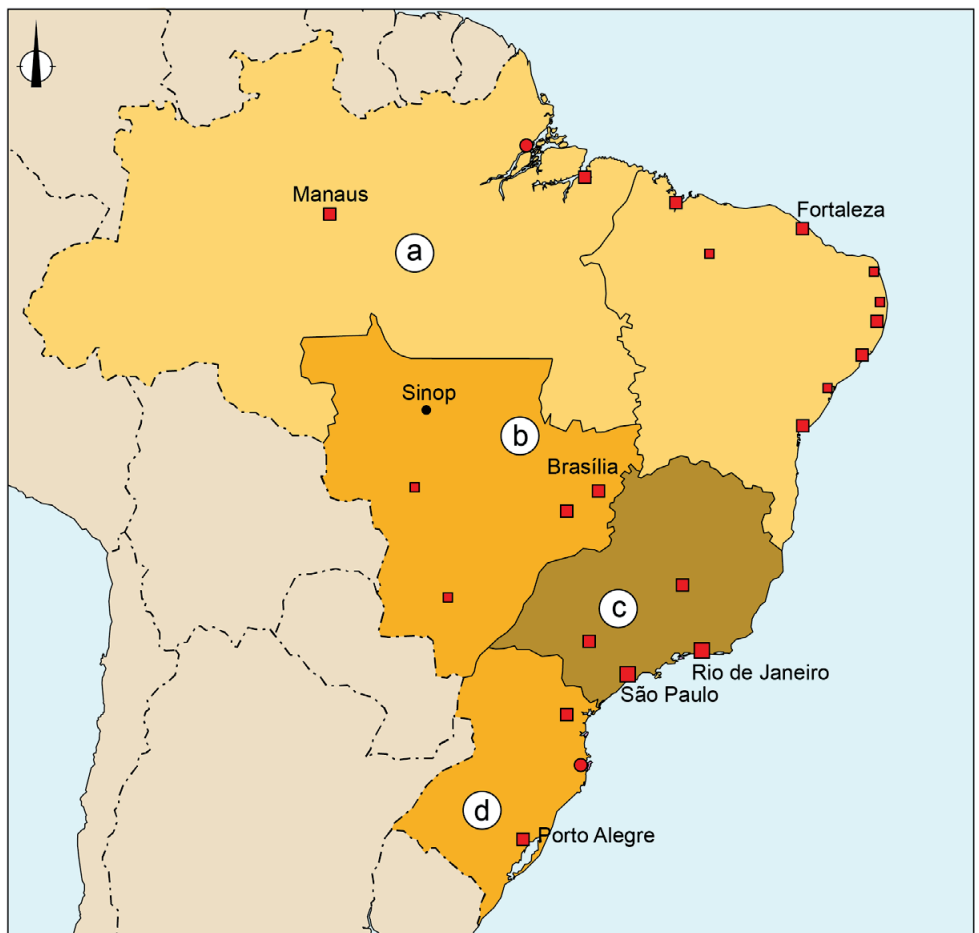 Manaus
Fortaleza
a
Sinop
b
Brasília
c
Rio de Janeiro
São Paulo
d
Porto Alegre